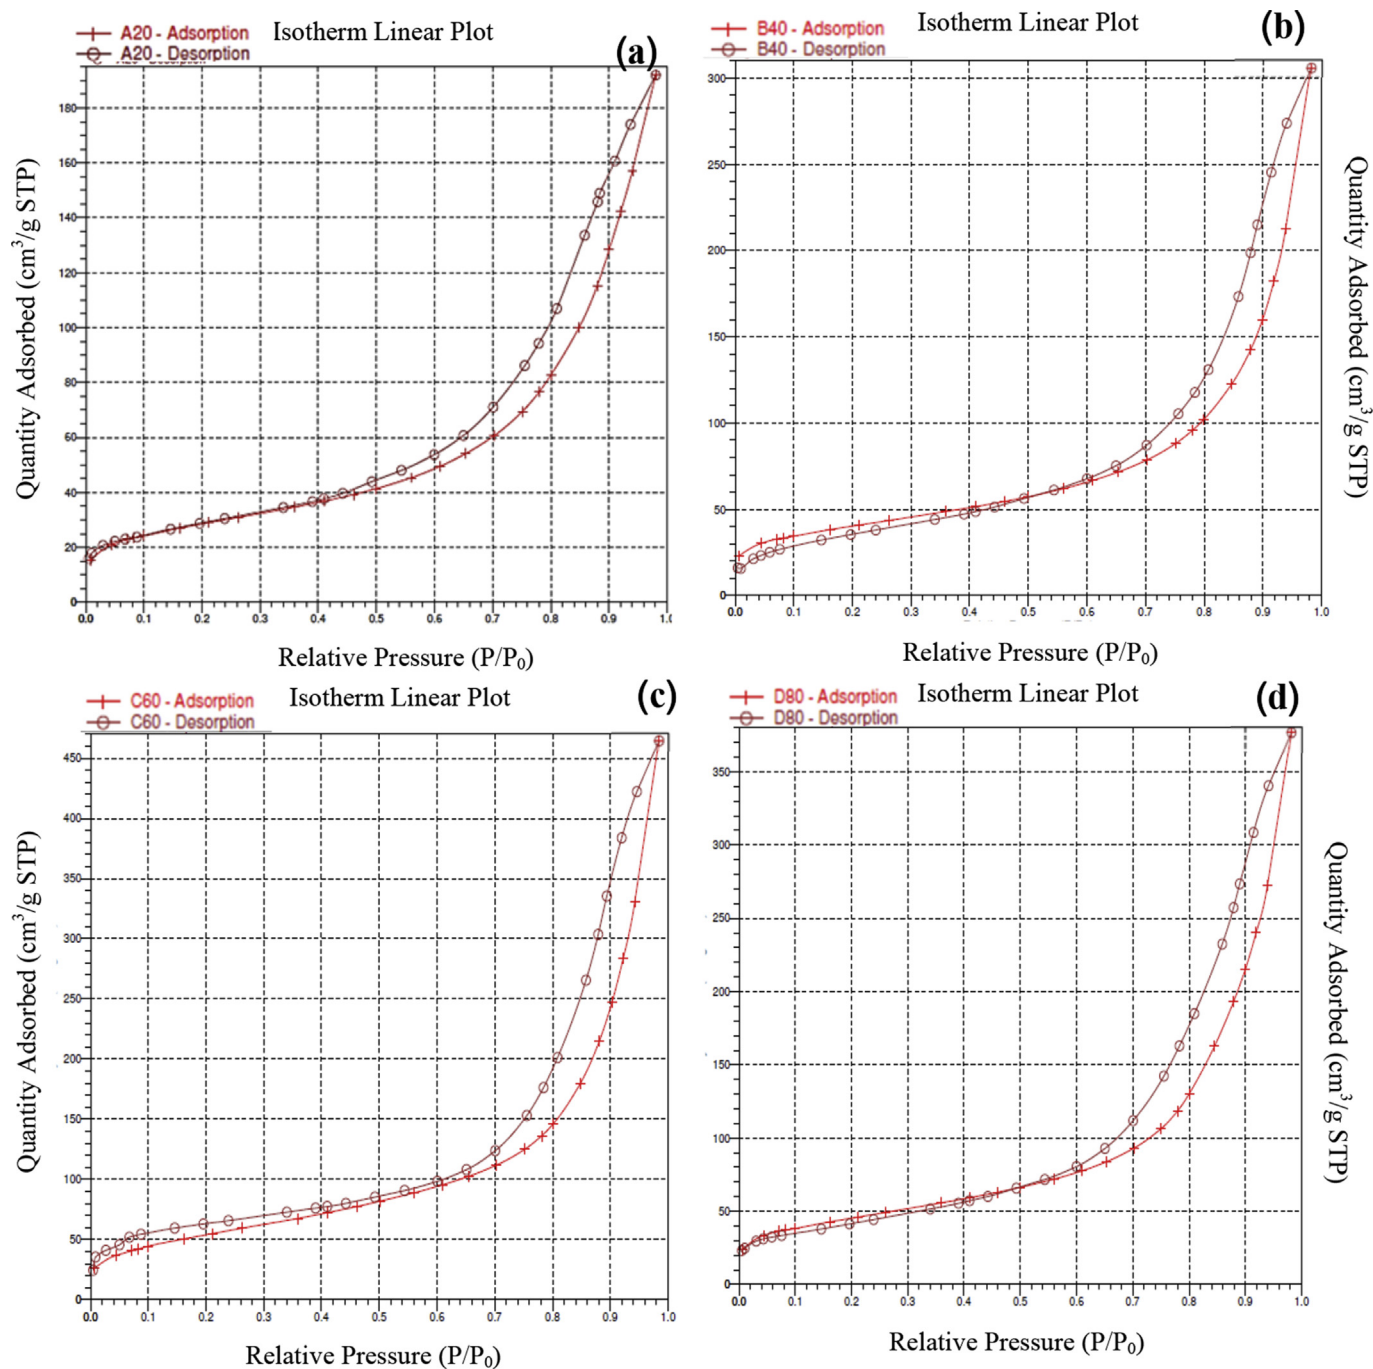 A20 - Adsorption
A20 - Desorption
Isotherm Linear Plot
(a)
Quantity Adsorbed (cm³/g STP)
180
160
140
120
100
80
60
40
20
0
0.0 0.1 0.2 0.3 0.4 0.5 0.6 0.7 0.8 0.9 1.0
Relative Pressure (P/P₀)
B40 - Adsorption
B40 - Desorption
Isotherm Linear Plot
(b)
300
250
200
150
100
50
0
0.0 0.1 0.2 0.3 0.4 0.5 0.6 0.7 0.8 0.9 1.0
Quantity Adsorbed (cm³/g STP)
Relative Pressure (P/P₀)
C60 - Adsorption
C60 - Desorption
Isotherm Linear Plot
(c)
Quantity Adsorbed (cm³/g STP)
450
400
350
300
250
200
150
100
50
0
0.0 0.1 0.2 0.3 0.4 0.5 0.6 0.7 0.8 0.9 1.0
Relative Pressure (P/P₀)
D80 - Adsorption
D80 - Desorption
Isotherm Linear Plot
(d)
350
300
250
200
150
100
50
0
0.0 0.1 0.2 0.3 0.4 0.5 0.6 0.7 0.8 0.9 1.0
Quantity Adsorbed (cm³/g STP)
Relative Pressure (P/P₀)